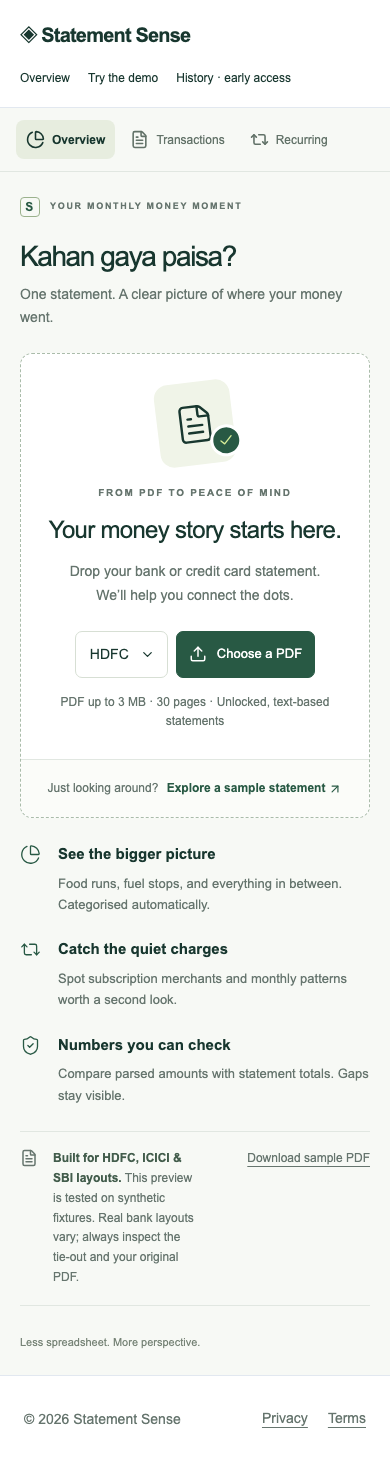 Statement Sense
Overview Try the demo History · early access
Overview Transactions Recurring
S YOUR MONTHLY MONEY MOMENT
Kahan gaya paisa?
One statement. A clear picture of where your money
went.
FROM PDF TO PEACE OF MIND
Your money story starts here.
Drop your bank or credit card statement.
We'll help you connect the dots.
HDFC Choose a PDF
PDF up to 3 MB · 30 pages · Unlocked, text-based
statements
Just looking around? Explore a sample statement
See the bigger picture
Food runs, fuel stops, and everything in between.
Categorised automatically.
Catch the quiet charges
Spot subscription merchants and monthly patterns
worth a second look.
Numbers you can check
Compare parsed amounts with statement totals. Gaps
stay visible.
Built for HDFC, ICICI & Download sample PDF
SBI layouts. This preview
is tested on synthetic
fixtures. Real bank layouts
vary; always inspect the
tie-out and your original
PDF.
Less spreadsheet. More perspective.
© 2026 Statement Sense Privacy Terms